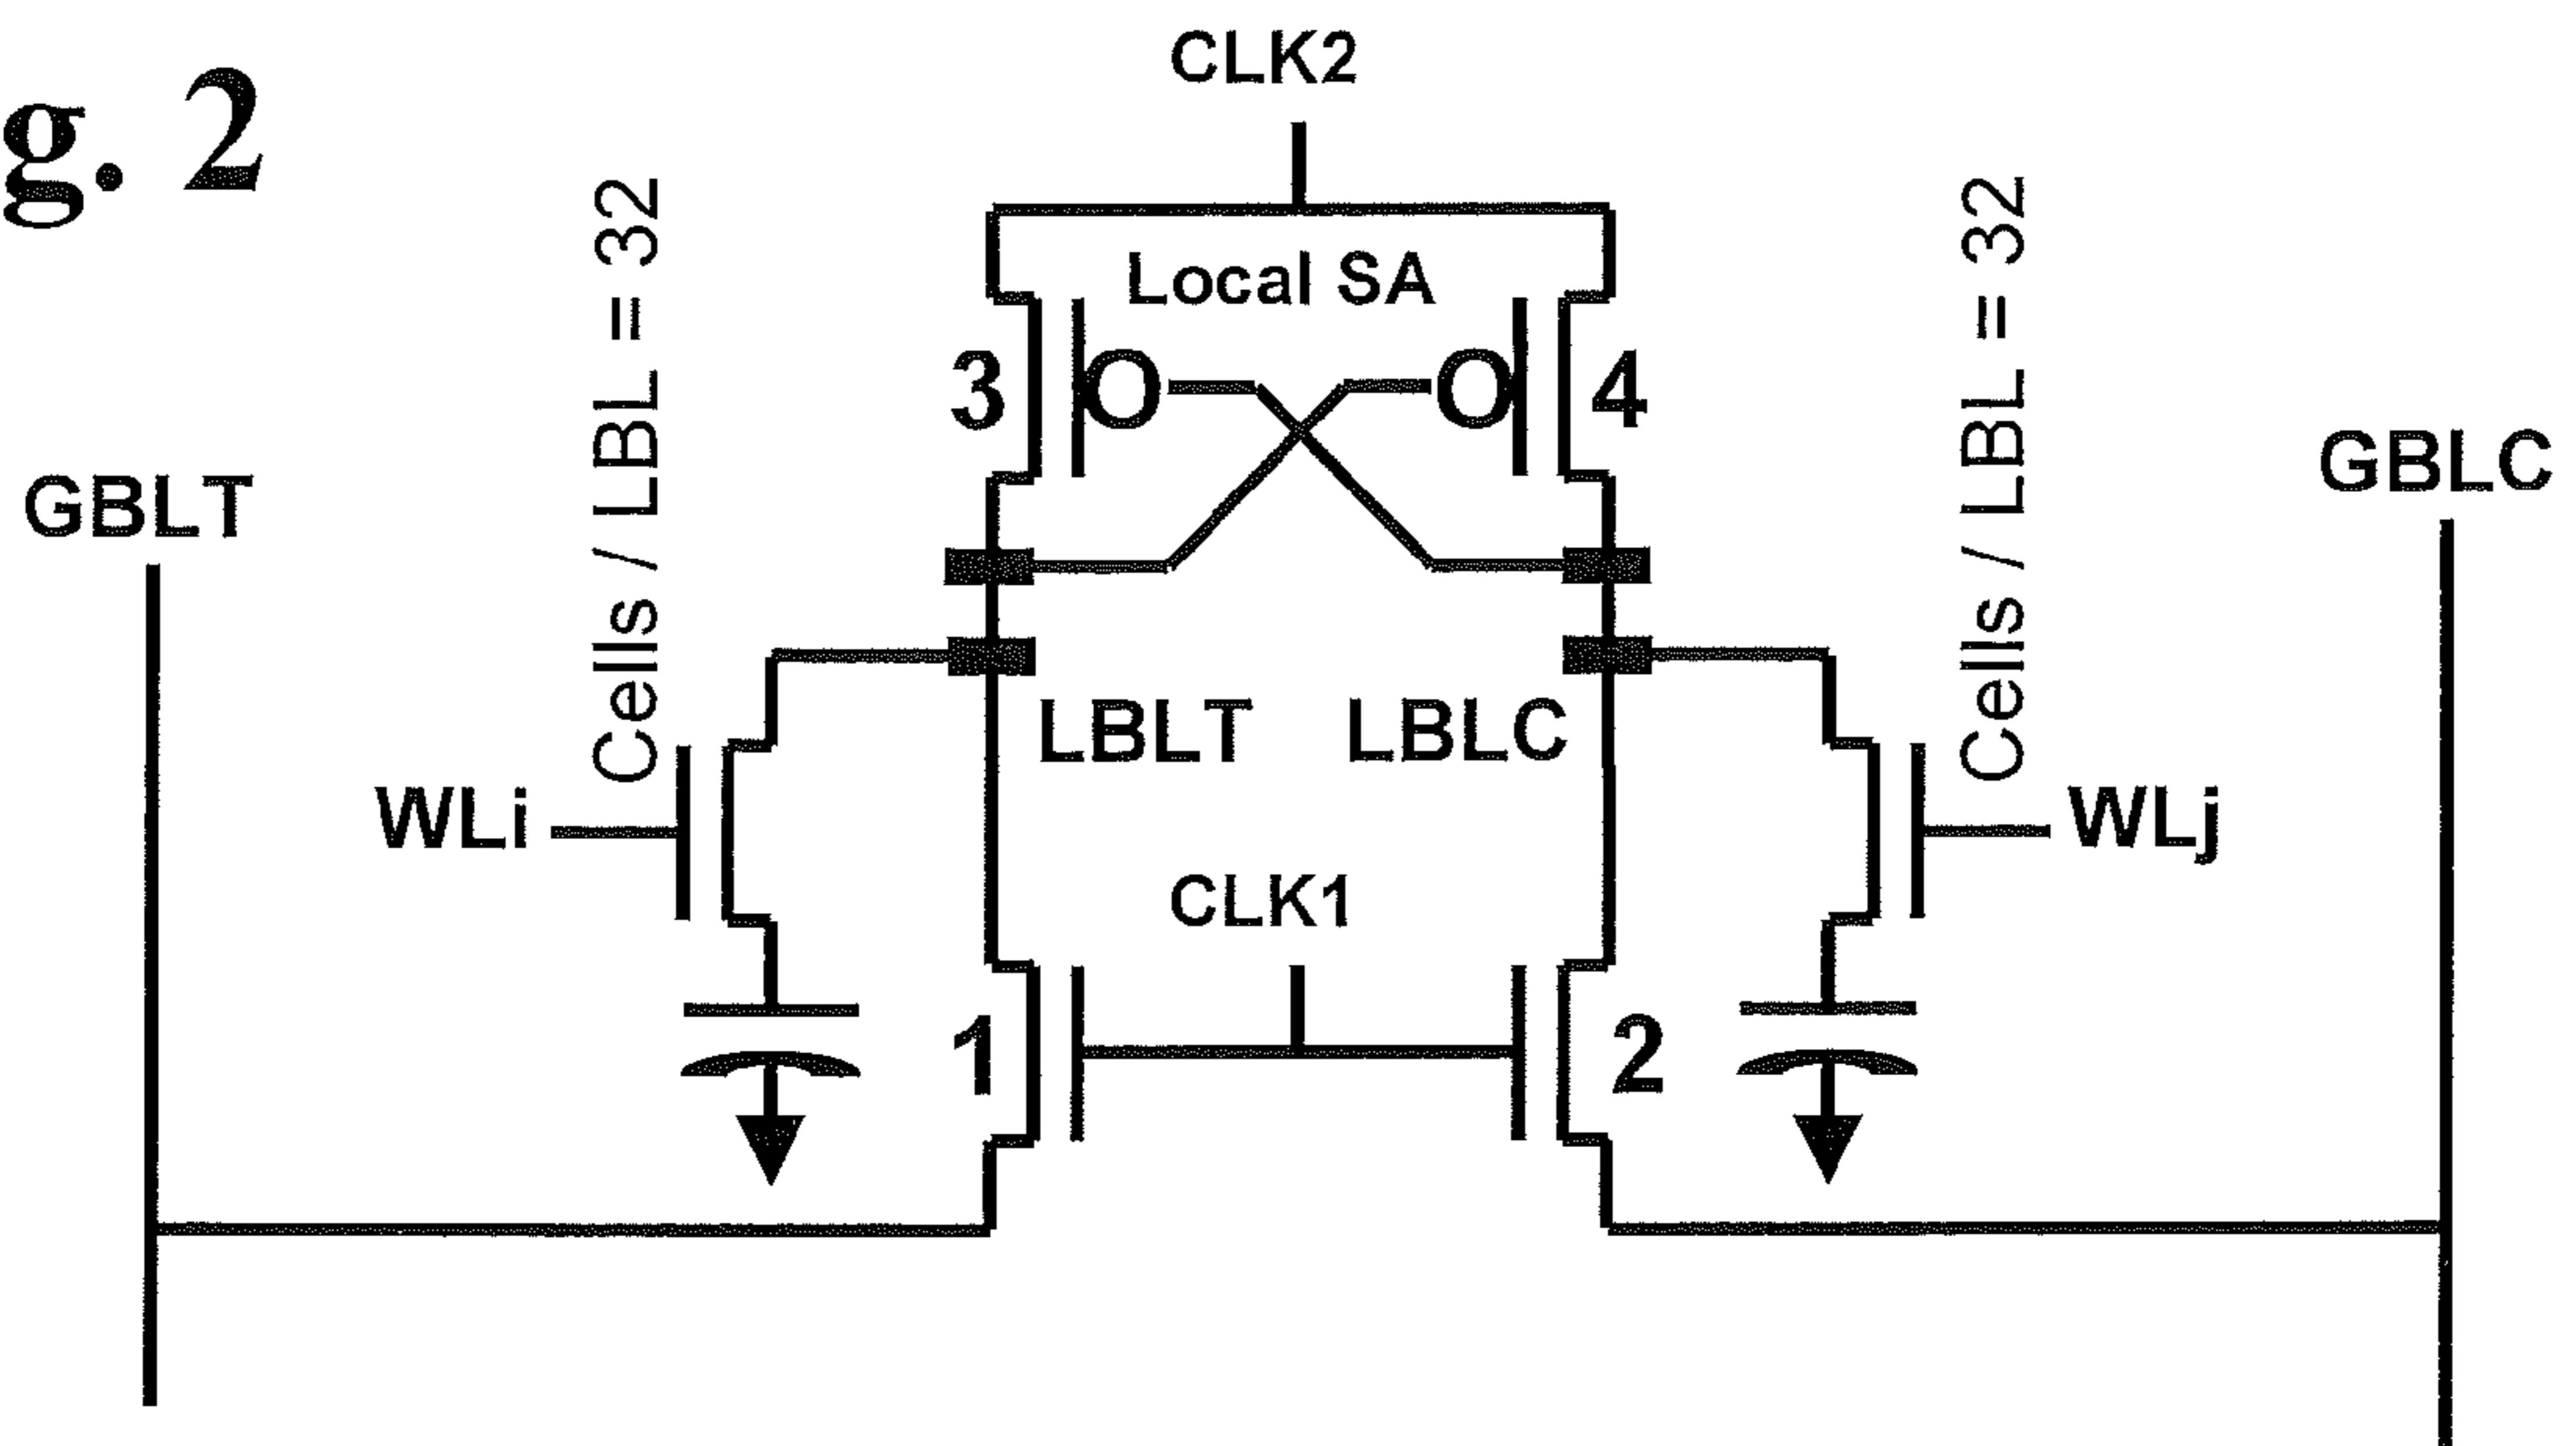 g. 2
CLK2
Local SA
3
4
Cells / LBL = 32
Cells / LBL = 32
GBLT
GBLC
LBLT
LBLC
WLi
WLj
CLK1
1
2